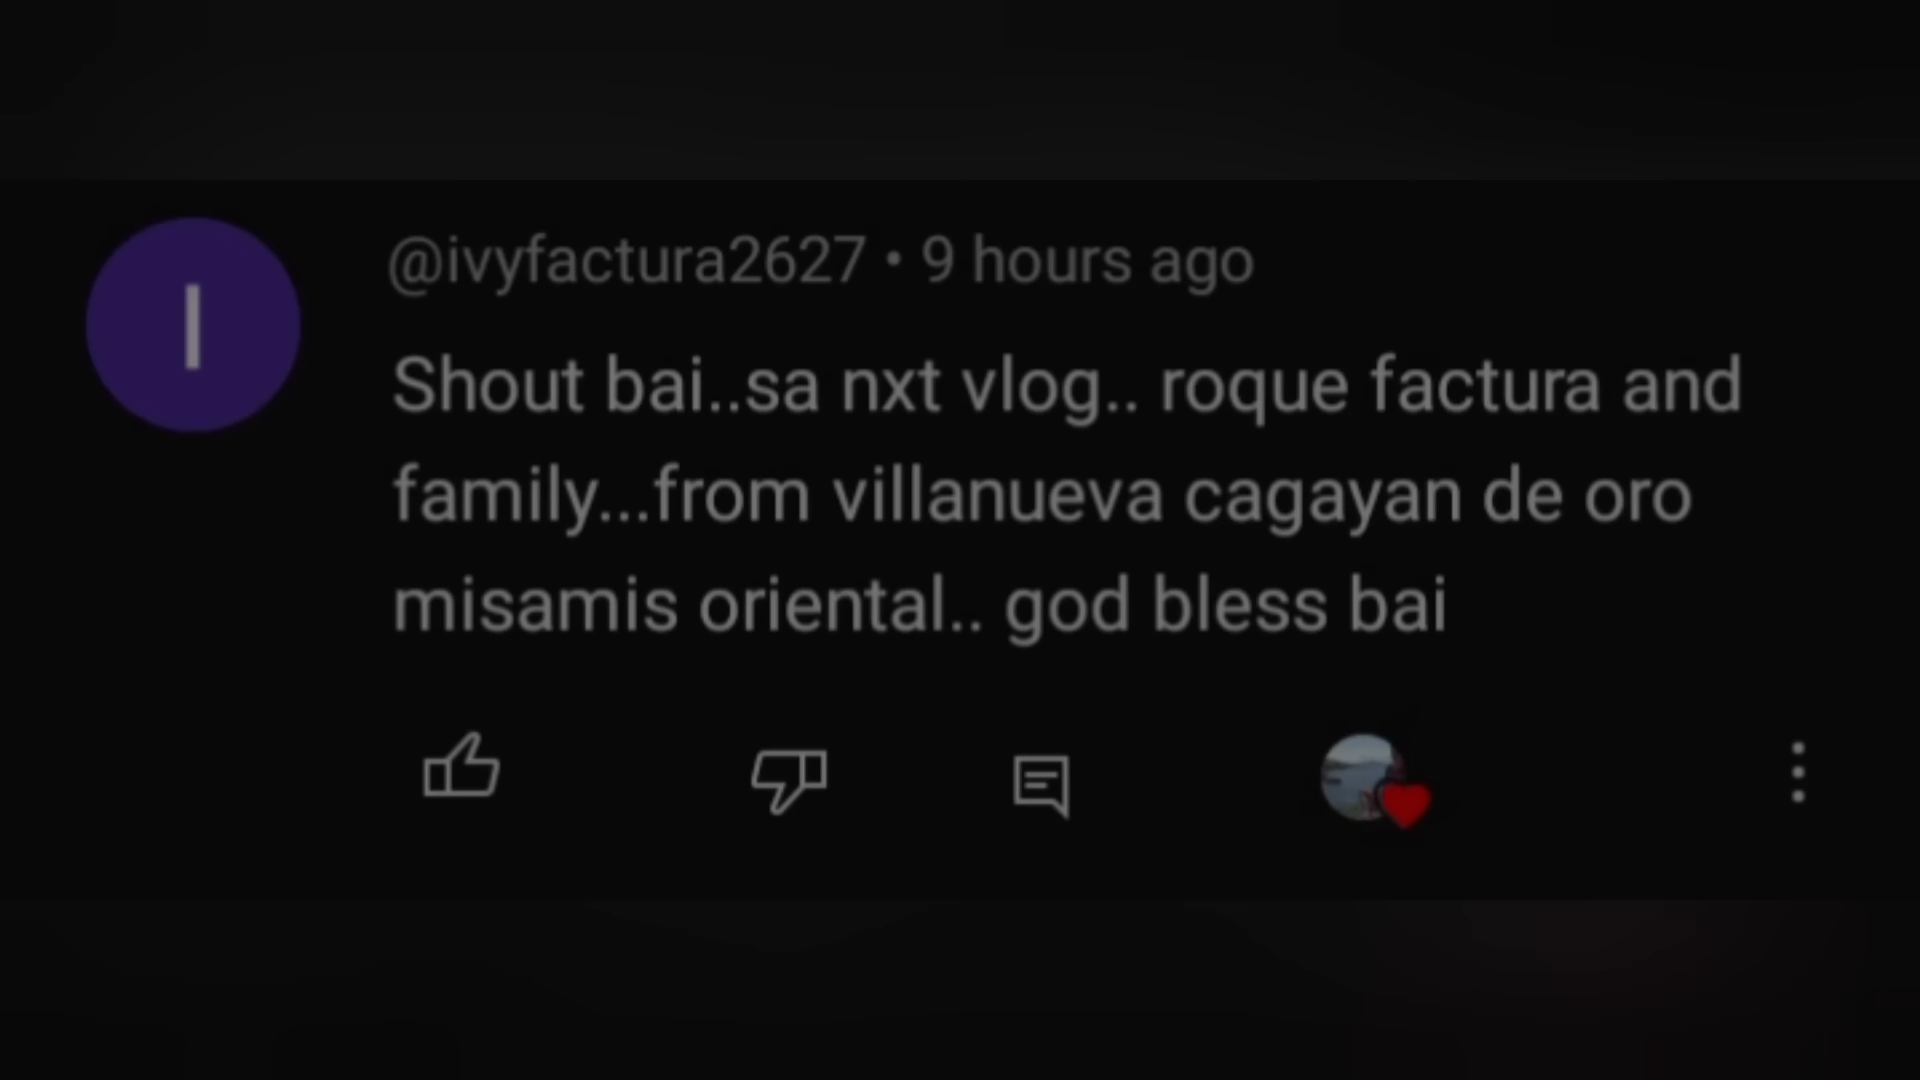 I
@ivyfactura2627 • 9 hours ago
Shout bai..sa nxt vlog.. roque factura and
family...from villanueva cagayan de oro
misamis oriental.. god bless bai